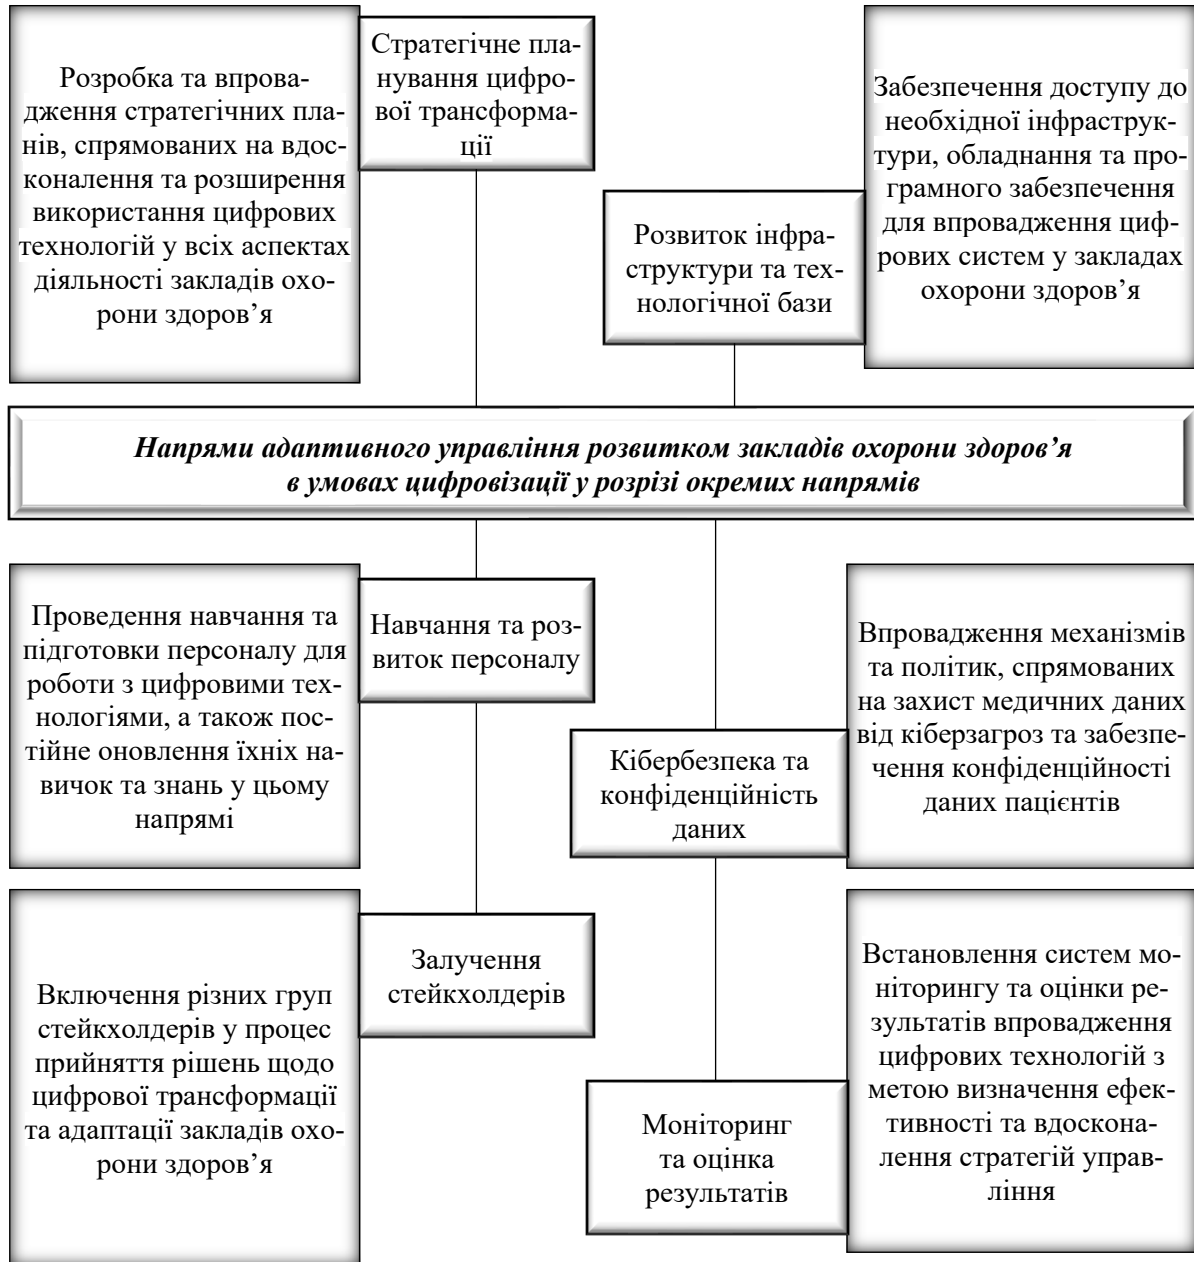 Розробка та впрова-
дження стратегічних пла-
нів, спрямованих на вдос-
коналення та розширення
використання цифрових
технологій у всіх аспектах
діяльності закладів охо-
рони здоров’я
Стратегічне пла-
нування цифро-
вої трансформа-
ції
Розвиток інфра-
структури та тех-
нологічної бази
Забезпечення доступу до
необхідної інфраструк-
тури, обладнання та про-
грамного забезпечення
для впровадження циф-
рових систем у закладах
охорони здоров’я
Напрями адаптивного управління розвитком закладів охорони здоров’я
в умовах цифровізації у розрізі окремих напрямів
Проведення навчання та
підготовки персоналу для
роботи з цифровими тех-
нологіями, а також пос-
тійне оновлення їхніх на-
вичок та знань у цьому
напрямі
Навчання та роз-
виток персоналу
Кібербезпека та
конфіденційність
даних
Впровадження механізмів
та політик, спрямованих
на захист медичних даних
від кіберзагроз та забезпе-
чення конфіденційності
даних пацієнтів
Включення різних груп
стейкхолдерів у процес
прийняття рішень щодо
цифрової трансформації
та адаптації закладів охо-
рони здоров’я
Залучення
стейкхолдерів
Моніторинг
та оцінка
результатів
Встановлення систем мо-
ніторингу та оцінки ре-
зультатів впровадження
цифрових технологій з
метою визначення ефек-
тивності та вдоскона-
лення стратегій управ-
ління